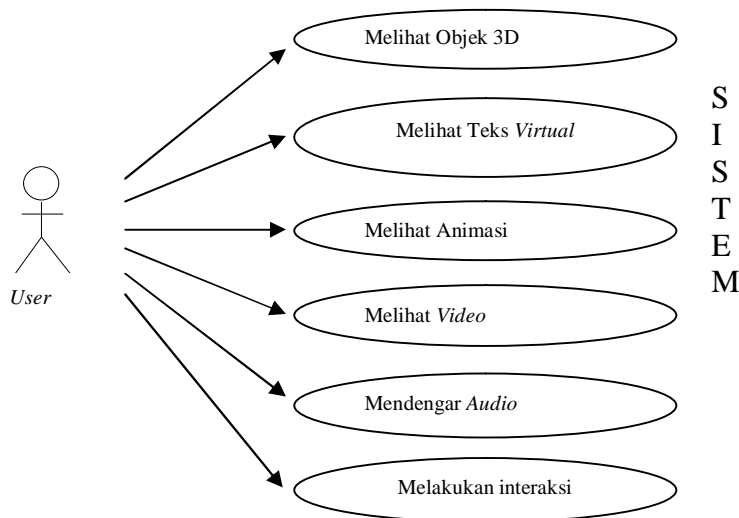 Melihat Objek 3D
Melihat Teks Virtual
Melihat Animasi
Melihat Video
Mendengar Audio
Melakukan interaksi
User
S
I
S
T
E
M